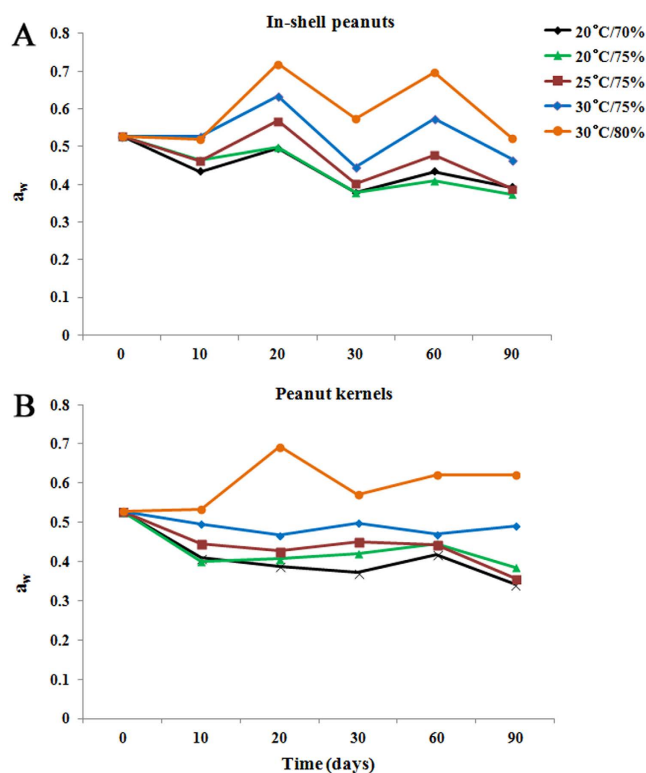 A
In-shell peanuts
0.8
0.7
0.6
0.5
0.4
0.3
0.2
0.1
0
aw
0 10 20 30 60 90
20°C/70%
20°C/75%
25°C/75%
30°C/75%
30°C/80%
B
Peanut kernels
0.8
0.7
0.6
0.5
0.4
0.3
0.2
0.1
0
aw
0 10 20 30 60 90
Time (days)